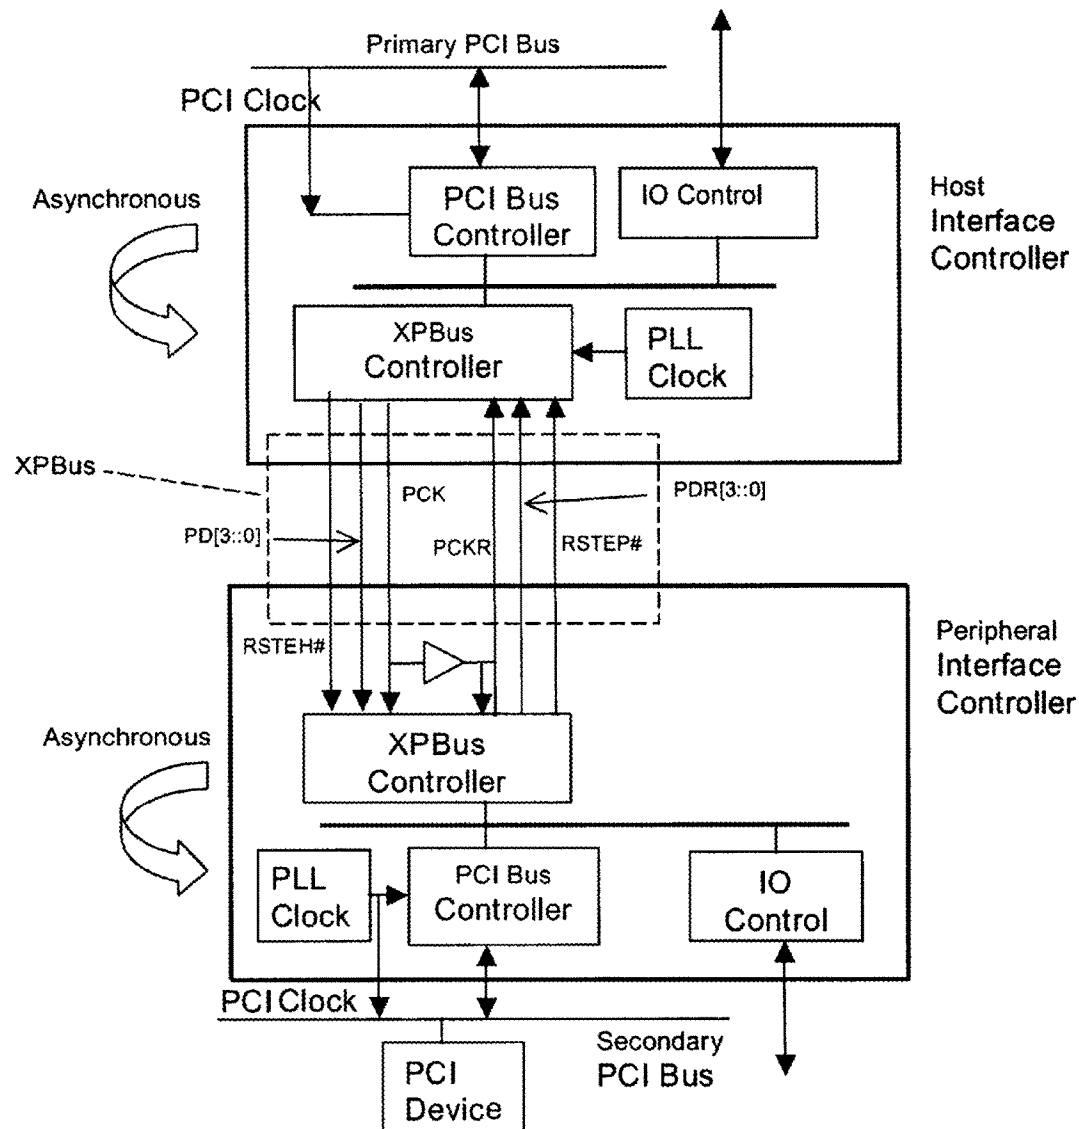 Primary PCI Bus
PCI Clock
Asynchronous
PCI Bus
Controller
IO Control
Host
Interface
Controller
XPBus
Controller
PLL
Clock
XPBus
PCK
PDR[3::0]
PD[3::0]
PCKR
RSTEP#
RSTEH#
Peripheral
Interface
Controller
Asynchronous
XPBus
Controller
PLL
Clock
PCI Bus
Controller
IO
Control
PCI Clock
Secondary
PCI Bus
PCI
Device